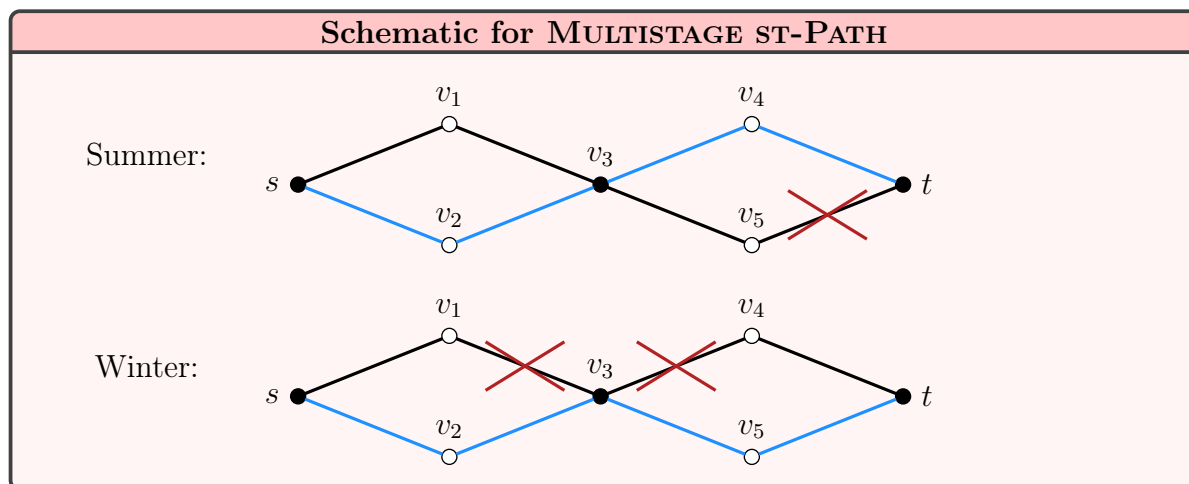 Schematic for MULTISTAGE ST-PATH
v₁ v₄
Summer: s v₃ t
v₂ v₅
v₁ v₄
Winter: s v₃ t
v₂ v₅